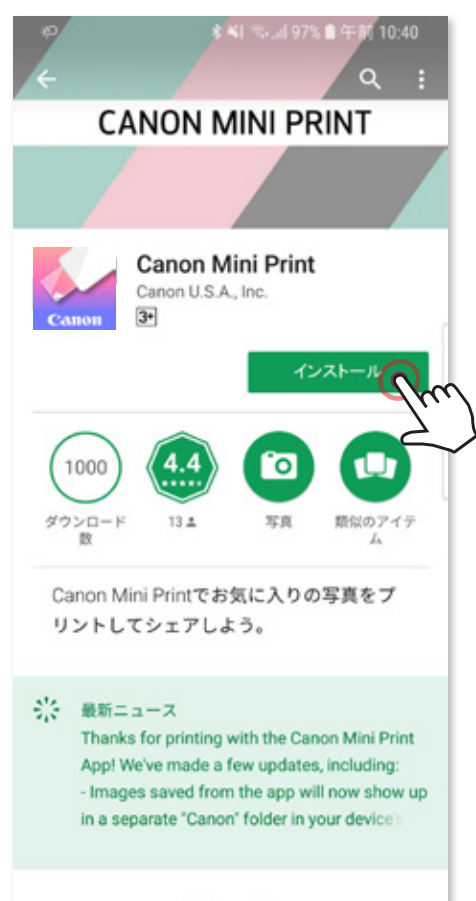 97% 午前 10:40
CANON MINI PRINT
Canon
Canon Mini Print
Canon U.S.A., Inc.
3+
インストール
1000
4.4
ダウンロード
数
13
写真
類似のアイテ
ム
Canon Mini Printでお気に入りの写真をプ
リントしてシェアしよう。
最新ニュース
Thanks for printing with the Canon Mini Print
App! We've made a few updates, including:
- Images saved from the app will now show up
in a separate "Canon" folder in your device's